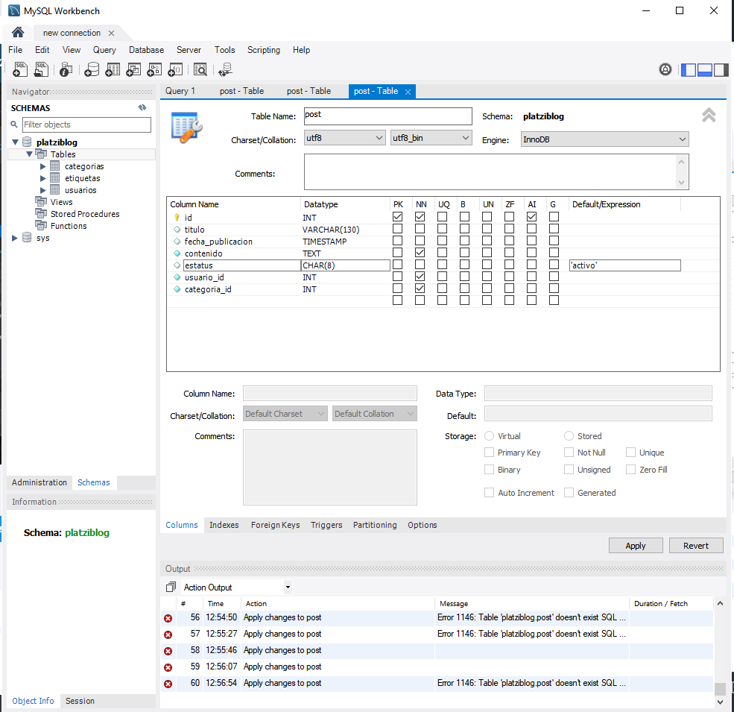 MySQL Workbench
new connection
File Edit View Query Database Server Tools Scripting Help
Navigator
SCHEMAS
Filter objects
platziblog
Tables
categorias
etiquetas
usuarios
Views
Stored Procedures
Functions
sys
Administration Schemas
Information
Schema: platziblog
Object Info Session
Query 1 post - Table post - Table post - Table
Table Name: post Schema: platziblog
Charset/Collation: utf8 utf8_bin Engine: InnoDB
Comments:
Column Name Datatype PK NN UQ B UN ZF AI G Default/Expression
id INT
titulo VARCHAR(130)
fecha_publicacion TIMESTAMP
contenido TEXT
estatus CHAR(8) 'activo'
usuario_id INT
categoria_id INT
Column Name: Data Type:
Charset/Collation: Default Charset Default Collation Default:
Comments: Storage: Virtual Stored
Primary Key Not Null Unique
Binary Unsigned Zero Fill
Auto Increment Generated
Columns Indexes Foreign Keys Triggers Partitioning Options
Apply Revert
Output
Action Output
# Time Action Message Duration / Fetch
56 12:54:50 Apply changes to post Error 1146: Table 'platziblog.post' doesn't exist SQL ...
57 12:55:27 Apply changes to post Error 1146: Table 'platziblog.post' doesn't exist SQL ...
58 12:55:46 Apply changes to post
59 12:56:07 Apply changes to post
60 12:56:54 Apply changes to post Error 1146: Table 'platziblog.post' doesn't exist SQL ...